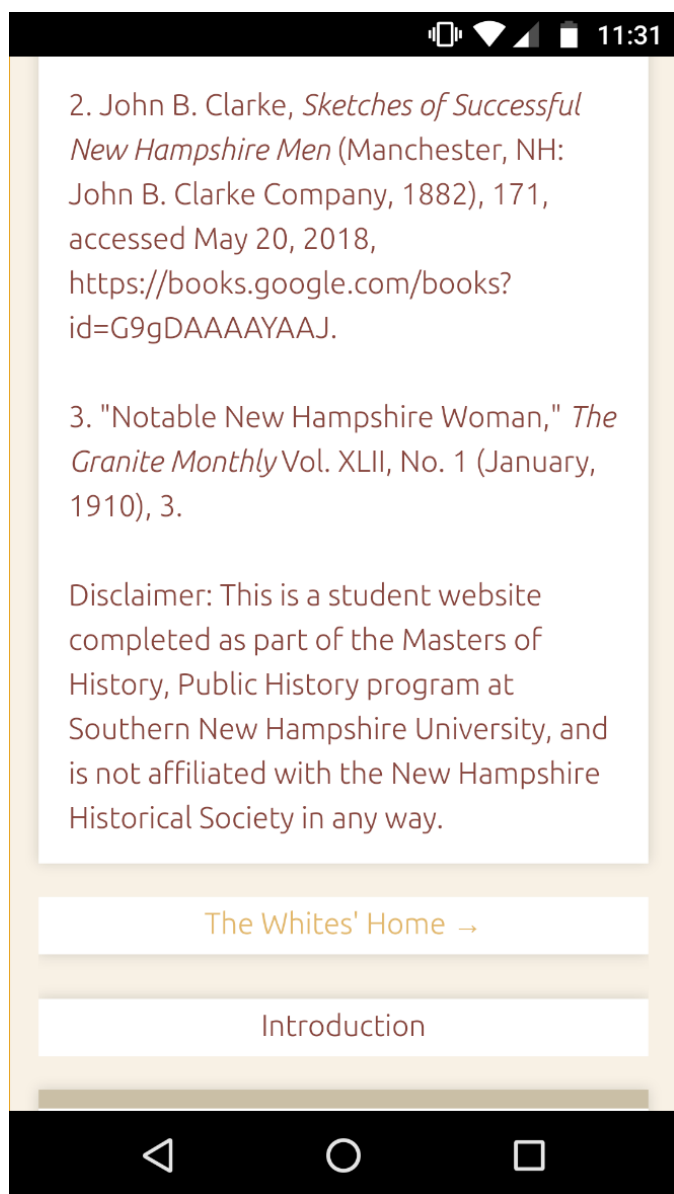 11:31
2. John B. Clarke, Sketches of Successful
New Hampshire Men (Manchester, NH:
John B. Clarke Company, 1882), 171,
accessed May 20, 2018,
https://books.google.com/books?
id=G9gDAAAAYAAJ.
3. "Notable New Hampshire Woman," The
Granite Monthly Vol. XLII, No. 1 (January,
1910), 3.
Disclaimer: This is a student website
completed as part of the Masters of
History, Public History program at
Southern New Hampshire University, and
is not affiliated with the New Hampshire
Historical Society in any way.
The Whites' Home →
Introduction